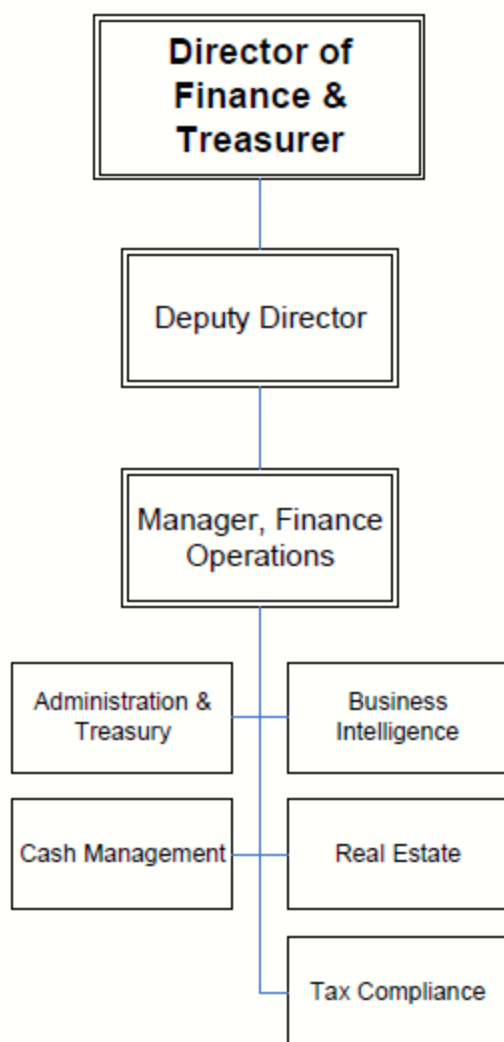 Director of
Finance &
Treasurer
Deputy Director
Manager, Finance
Operations
Administration &
Treasury
Business
Intelligence
Cash Management
Real Estate
Tax Compliance